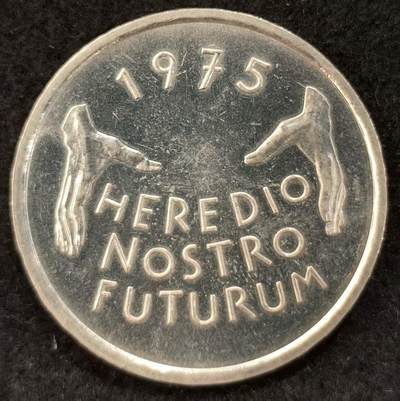 1975
HEREDIO
NOSTRO
FUTURUM